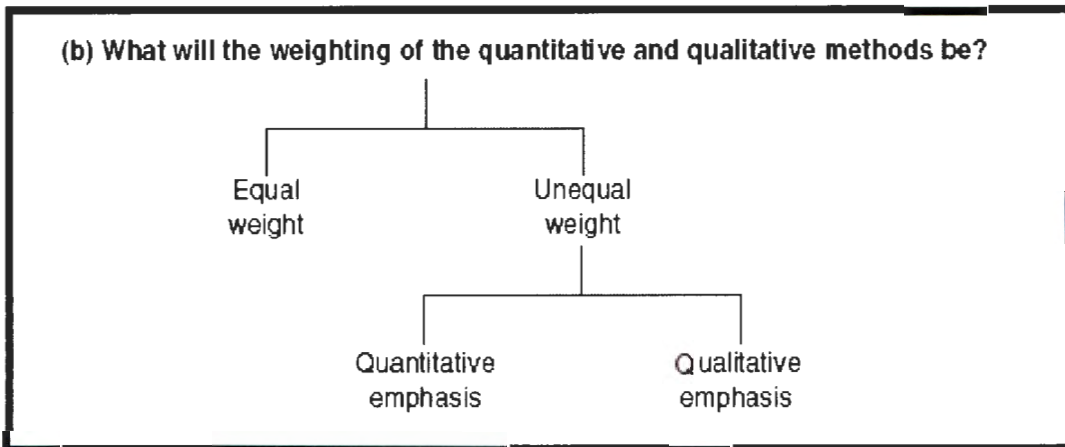 (b) What will the weighting of the quantitative and qualitative methods be?
Equal
weight
Unequal
weight
Quantitative
emphasis
Qualitative
emphasis